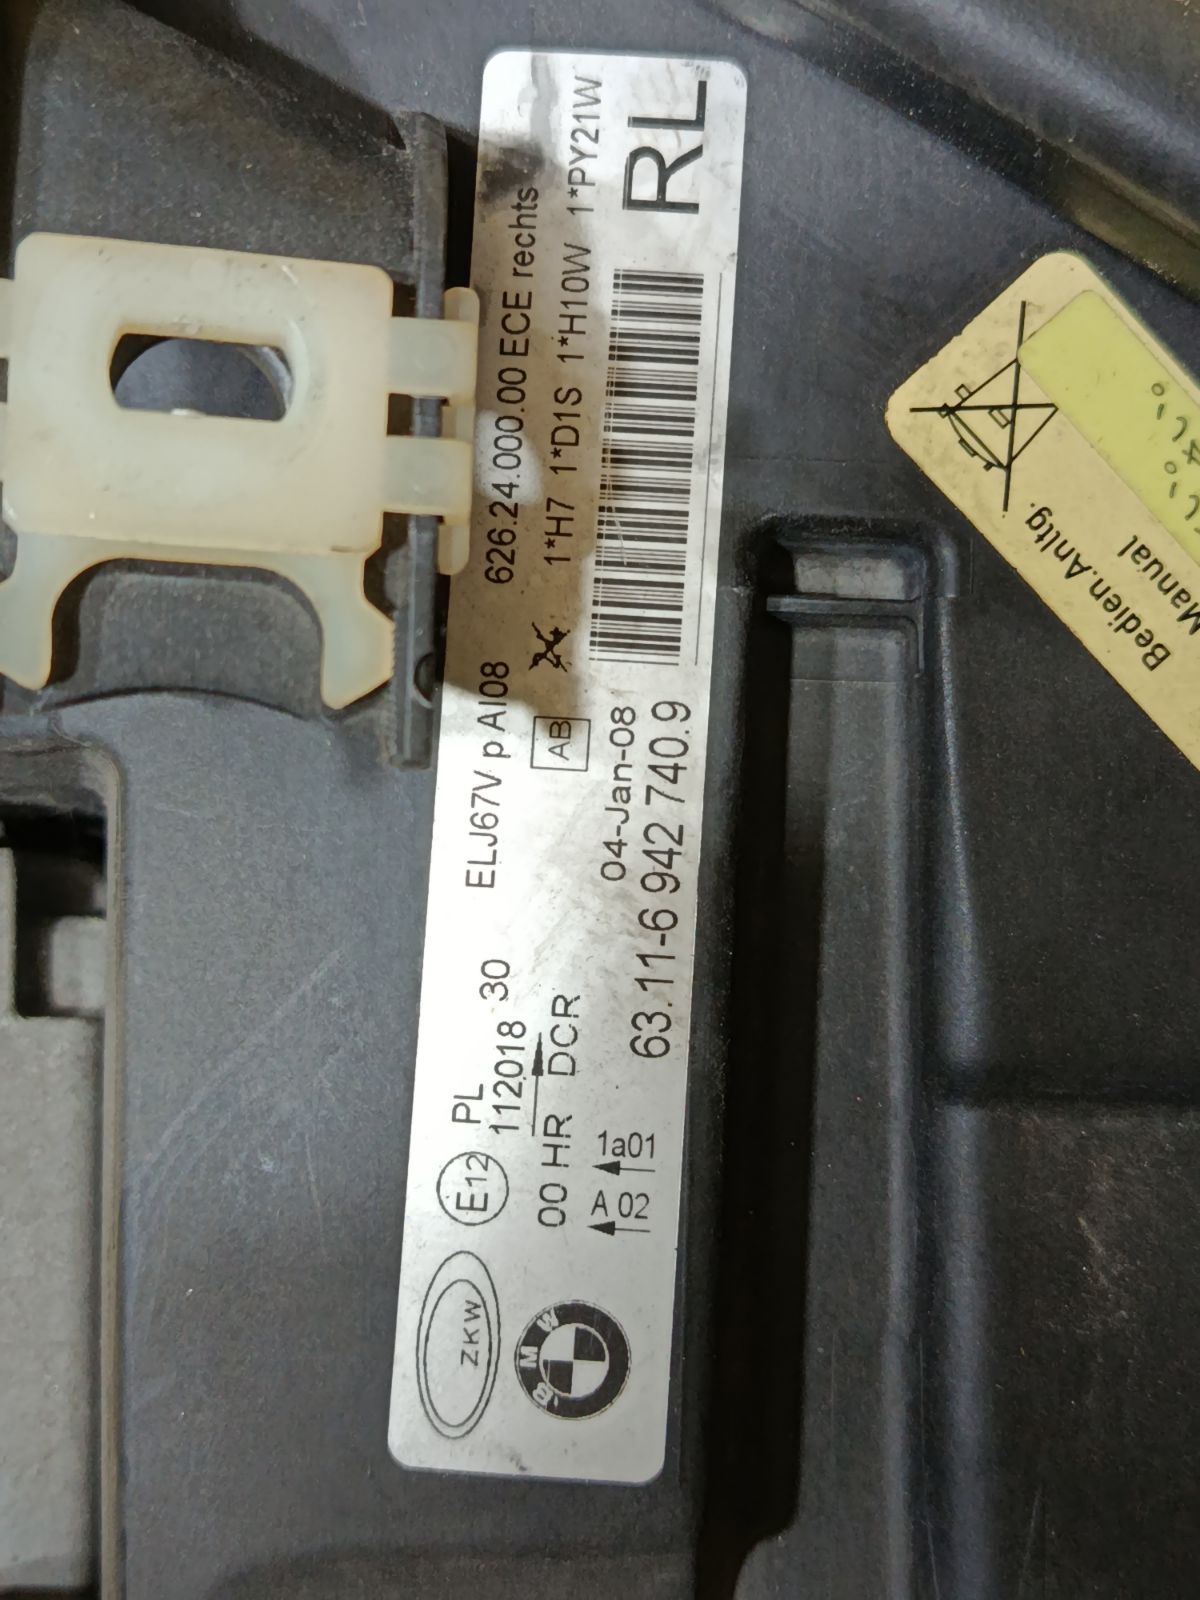 ZKW
E12
PL
112018 30
ELJ67V p AI08
626.24.000.00 ECE rechts
00 HR DCR
AB
1*H7 1*D1S 1*H10W 1*PY21W
A 02
1a01
04-Jan-08
63.11-6 942 740.9
RL
BMW
Bedien.Anltg.
Manual